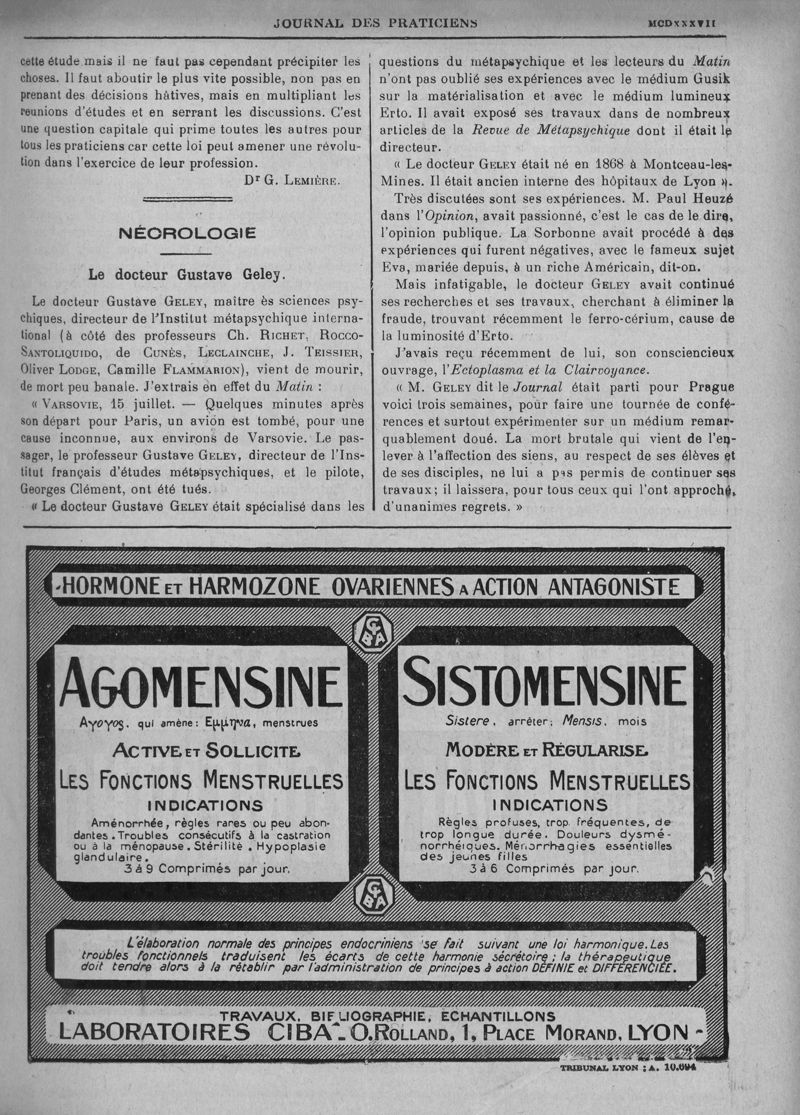 JOURNAL DES PRATICIENS
MCDXXXVII
cette étude mais il ne faut pas cependant précipiter les
choses. Il faut aboutir le plus vite possible, non pas en
prenant des décisions hâtives, mais en multipliant les
reunions d'études et en serrant les discussions. C'est
une question capitale qui prime toutes les autres pour
tous les praticiens car cette loi peut amener une révolu-
tion dans l'exercice de leur profession.
Dr G. LEMIÈRE.
NÉCROLOGIE
Le docteur Gustave Geley.
Le docteur Gustave GELEY, maître ès sciences psy-
chiques, directeur de l'Institut métapsychique interna-
tional (à côté des professeurs Ch. RICHET, ROCCO-
SANTOLIQUIDO, de CUNÈS, LECLAINCHE, J. TEISSIER,
Oliver LODGE, Camille FLAMMARION), vient de mourir,
de mort peu banale. J'extrais en effet du Matin :
« VARSOVIE, 15 juillet. — Quelques minutes après
son départ pour Paris, un avion est tombé, pour une
cause inconnue, aux environs de Varsovie. Le pas-
sager, le professeur Gustave GELEY, directeur de l'Ins-
titut français d'études métapsychiques, et le pilote,
Georges Clément, ont été tués.
« Le docteur Gustave GELEY était spécialisé dans les
questions du métapsychique et les lecteurs du Matin
n'ont pas oublié ses expériences avec le médium Gusik
sur la matérialisation et avec le médium lumineux
Erto. Il avait exposé ses travaux dans de nombreux
articles de la Revue de Métapsychique dont il était le
directeur.
« Le docteur GELEY était né en 1868 à Montceau-les-
Mines. Il était ancien interne des hôpitaux de Lyon ».
Très discutées sont ses expériences. M. Paul Heuzé
dans l'Opinion, avait passionné, c'est le cas de le dire,
l'opinion publique. La Sorbonne avait procédé à des
expériences qui furent négatives, avec le fameux sujet
Eva, mariée depuis, à un riche Américain, dit-on.
Mais infatigable, le docteur GELEY avait continué
ses recherches et ses travaux, cherchant à éliminer la
fraude, trouvant récemment le ferro-cérium, cause de
la luminosité d'Erto.
J'avais reçu récemment de lui, son consciencieux
ouvrage, l'Ectoplasma et la Clairvoyance.
« M. GELEY dit le Journal était parti pour Prague
voici trois semaines, pour faire une tournée de confé-
rences et surtout expérimenter sur un médium remar-
quablement doué. La mort brutale qui vient de l'en-
lever à l'affection des siens, au respect de ses élèves et
de ses disciples, ne lui a pas permis de continuer ses
travaux; il laissera, pour tous ceux qui l'ont approché,
d'unanimes regrets. »
HORMONE ET HARMOZONE OVARIENNES A ACTION ANTAGONISTE
CIBA
AGOMENSINE
Αγογος, qui amène: Εμμηνα, menstrues
ACTIVE ET SOLLICITE
LES FONCTIONS MENSTRUELLES
INDICATIONS
Aménorrhée, règles rares ou peu abon-
dantes. Troubles consécutifs à la castration
ou à la ménopause. Stérilité. Hypoplasie
glandulaire.
3 à 9 Comprimés par jour.
SISTOMENSINE
Sistere, arrêter; Mensis, mois
MODÈRE ET RÉGULARISE
LES FONCTIONS MENSTRUELLES
INDICATIONS
Règles profuses, trop fréquentes, de
trop longue durée. Douleurs dysmé-
norrhéiques. Ménorrhagies essentielles
des jeunes filles
3 à 6 Comprimés par jour.
CIBA
L'élaboration normale des principes endocriniens se fait suivant une loi harmonique. Les
troubles fonctionnels traduisent les écarts de cette harmonie sécrétoire; la thérapeutique
doit tendre alors à la rétablir par l'administration de principes à action DÉFINIE et DIFFÉRENCIÉE.
TRAVAUX, BIBLIOGRAPHIE, ECHANTILLONS
LABORATOIRES CIBA - O. ROLLAND, 1, PLACE MORAND, LYON -
TRIBUNAL LYON ; A. 10.694